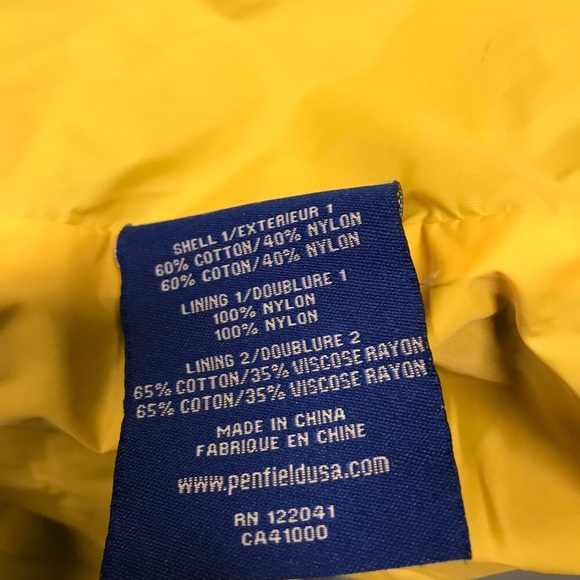 SHELL 1/EXTERIEUR 1
60% COTTON/40% NYLON
60% COTON/40% NYLON
LINING 1/DOUBLURE 1
100% NYLON
100% NYLON
LINING 2/DOUBLURE 2
65% COTTON/35% VISCOSE RAYON
65% COTON/35% VISCOSE RAYON
MADE IN CHINA
FABRIQUE EN CHINE
www.penfieldusa.com
RN 122041
CA41000